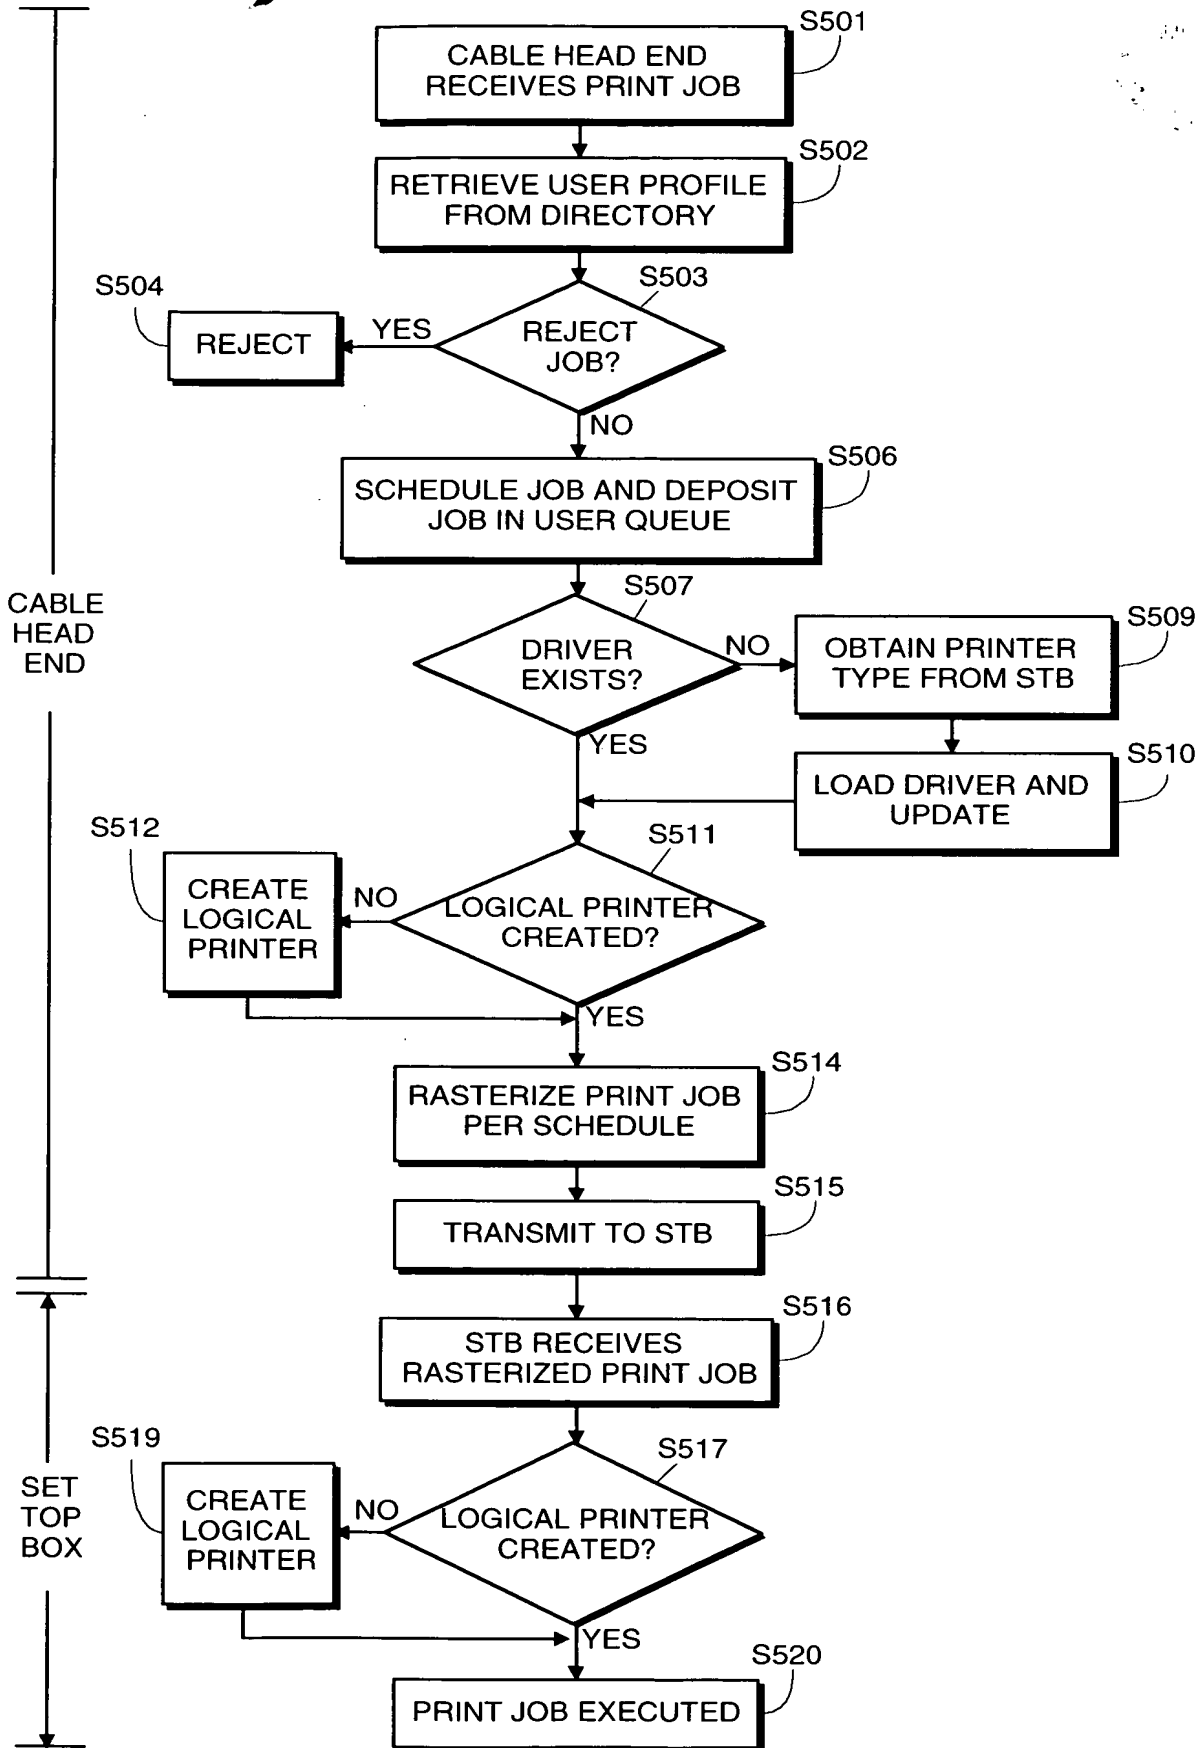 S501
CABLE HEAD END
RECEIVES PRINT JOB
S502
RETRIEVE USER PROFILE
FROM DIRECTORY
S503
REJECT
JOB?
YES
S504
REJECT
NO
S506
SCHEDULE JOB AND DEPOSIT
JOB IN USER QUEUE
S507
DRIVER
EXISTS?
NO
S509
OBTAIN PRINTER
TYPE FROM STB
YES
S510
LOAD DRIVER AND
UPDATE
CABLE
HEAD
END
S511
LOGICAL PRINTER
CREATED?
NO
S512
CREATE
LOGICAL
PRINTER
YES
S514
RASTERIZE PRINT JOB
PER SCHEDULE
S515
TRANSMIT TO STB
S516
STB RECEIVES
RASTERIZED PRINT JOB
S517
LOGICAL PRINTER
CREATED?
NO
S519
CREATE
LOGICAL
PRINTER
SET
TOP
BOX
YES
S520
PRINT JOB EXECUTED